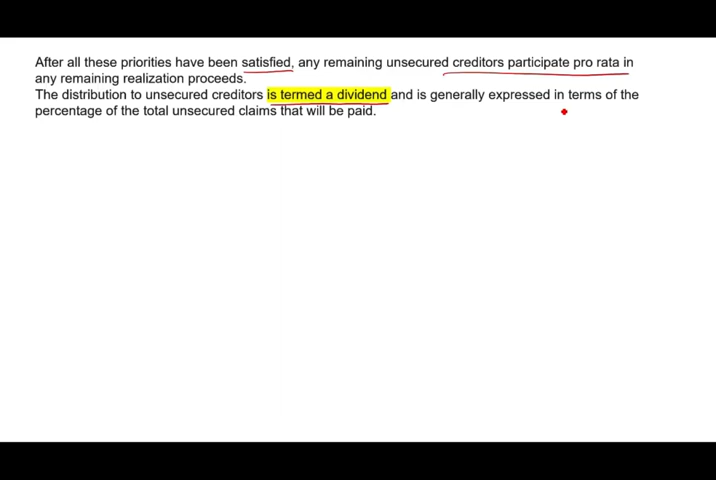 After all these priorities have been satisfied, any remaining unsecured creditors participate pro rata in
any remaining realization proceeds.
The distribution to unsecured creditors is termed a dividend and is generally expressed in terms of the
percentage of the total unsecured claims that will be paid.